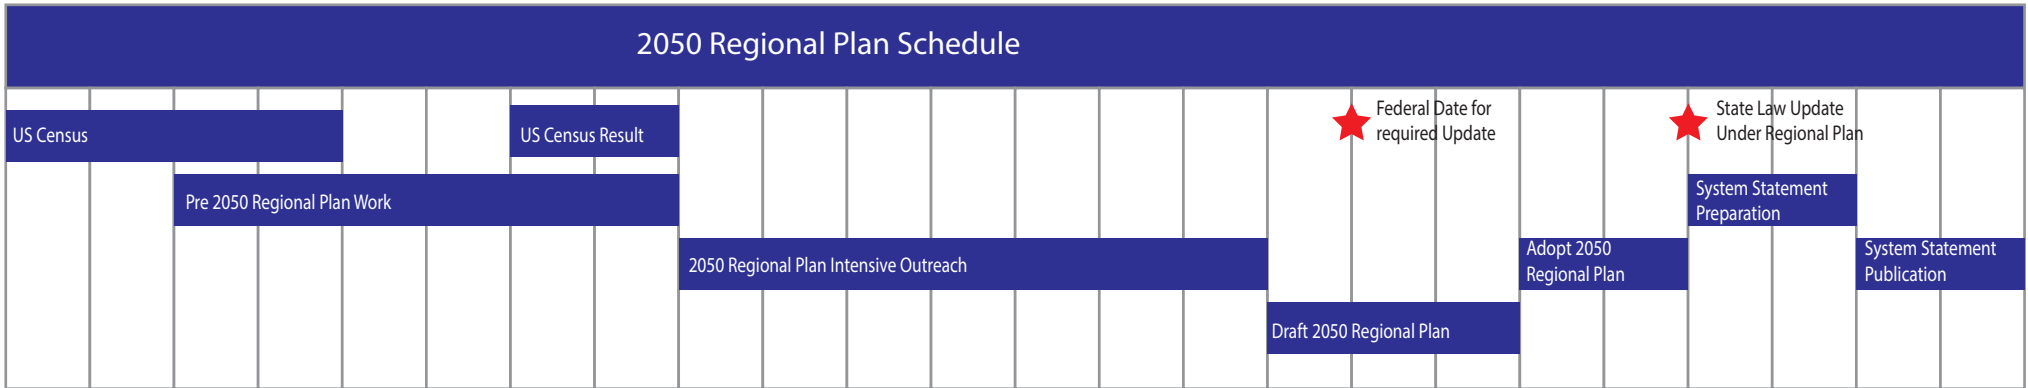 2050 Regional Plan Schedule
US Census
US Census Result
Federal Date for
required Update
State Law Update
Under Regional Plan
Pre 2050 Regional Plan Work
System Statement
Preparation
2050 Regional Plan Intensive Outreach
Adopt 2050
Regional Plan
System Statement
Publication
Draft 2050 Regional Plan